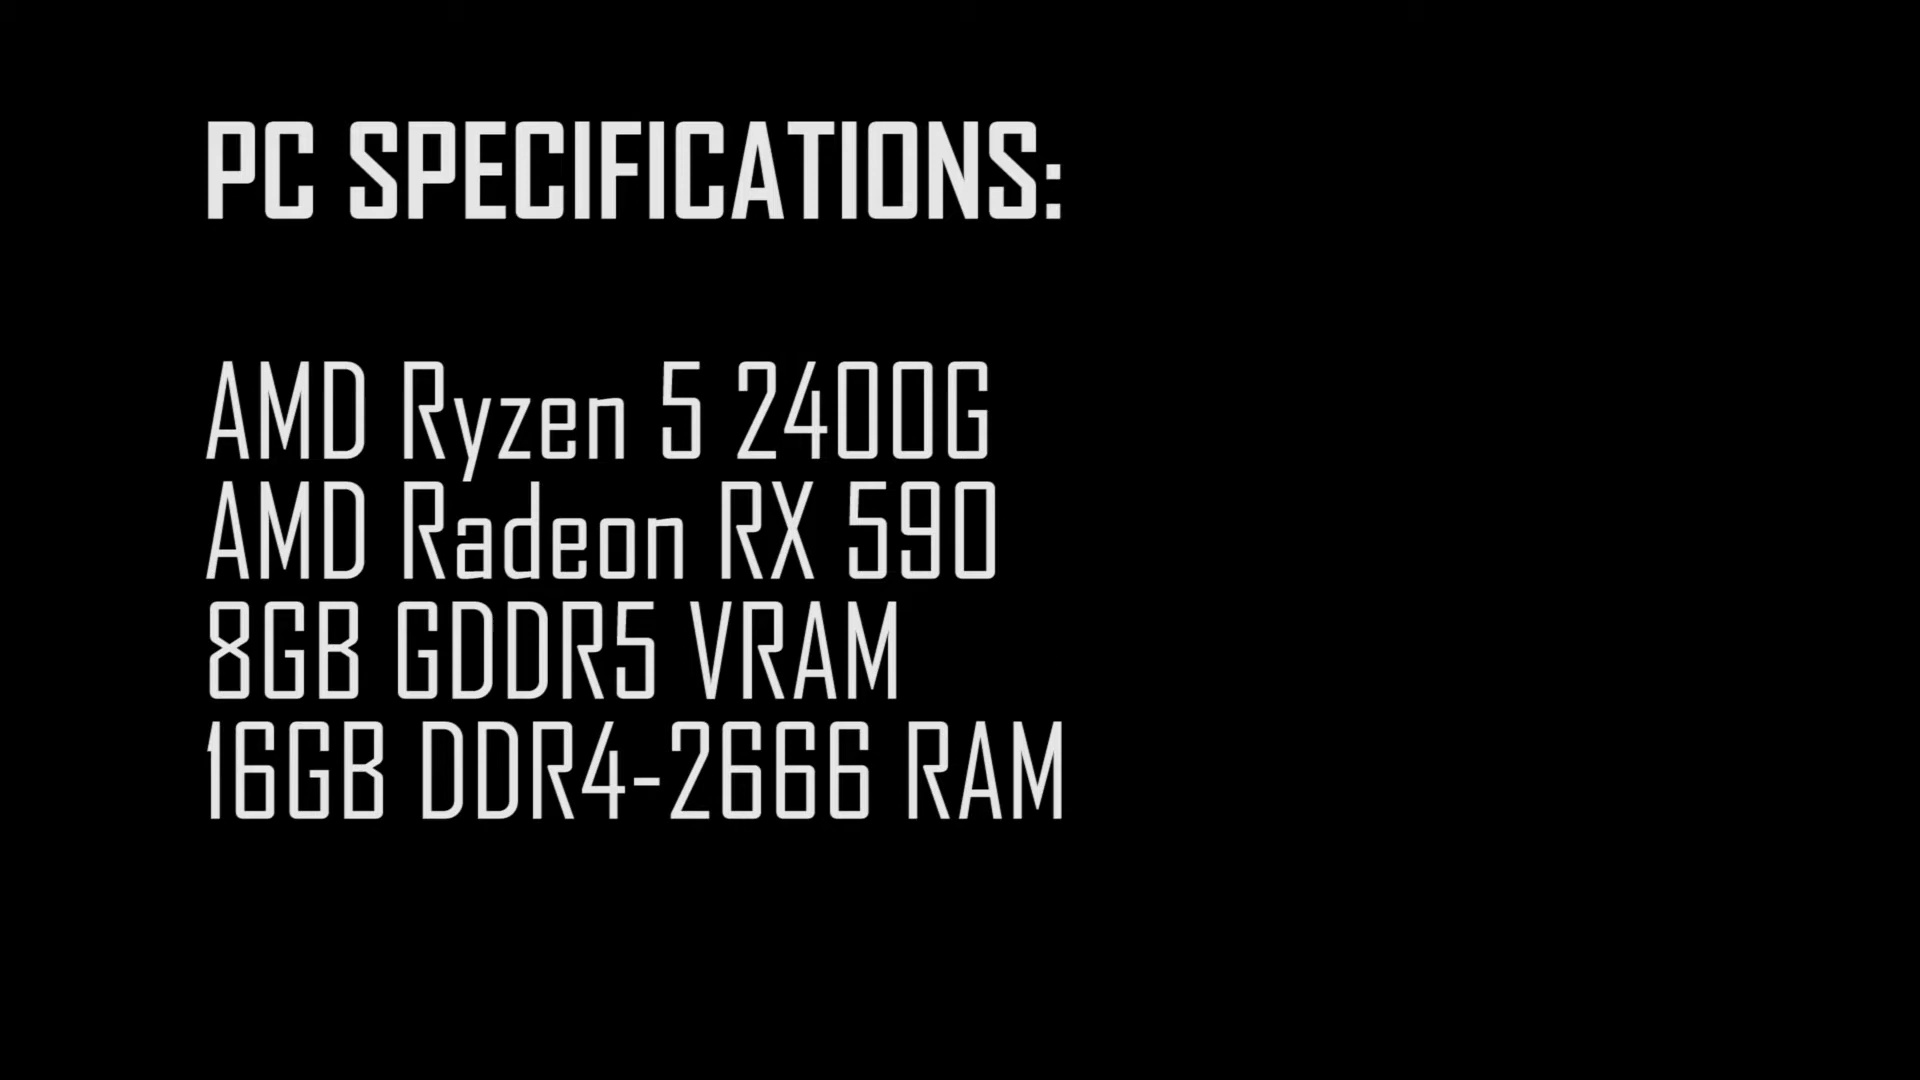 PC SPECIFICATIONS:
AMD Ryzen 5 2400G
AMD Radeon RX 590
8GB GDDR5 VRAM
16GB DDR4-2666 RAM